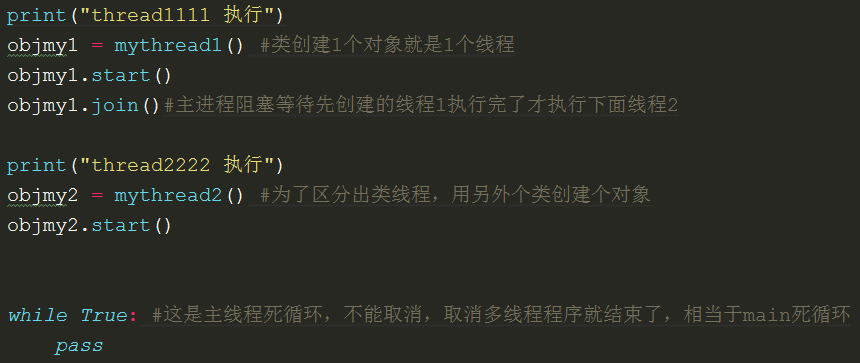 print("thread1111 执行")
objmy1 = mythread1() #类创建1个对象就是1个线程
objmy1.start()
objmy1.join()#主进程阻塞等待先创建的线程1执行完了才执行下面线程2
print("thread2222 执行")
objmy2 = mythread2() #为了区分出类线程，用另外个类创建个对象
objmy2.start()
while True: #这是主线程死循环，不能取消，取消多线程程序就结束了，相当于main死循环
    pass